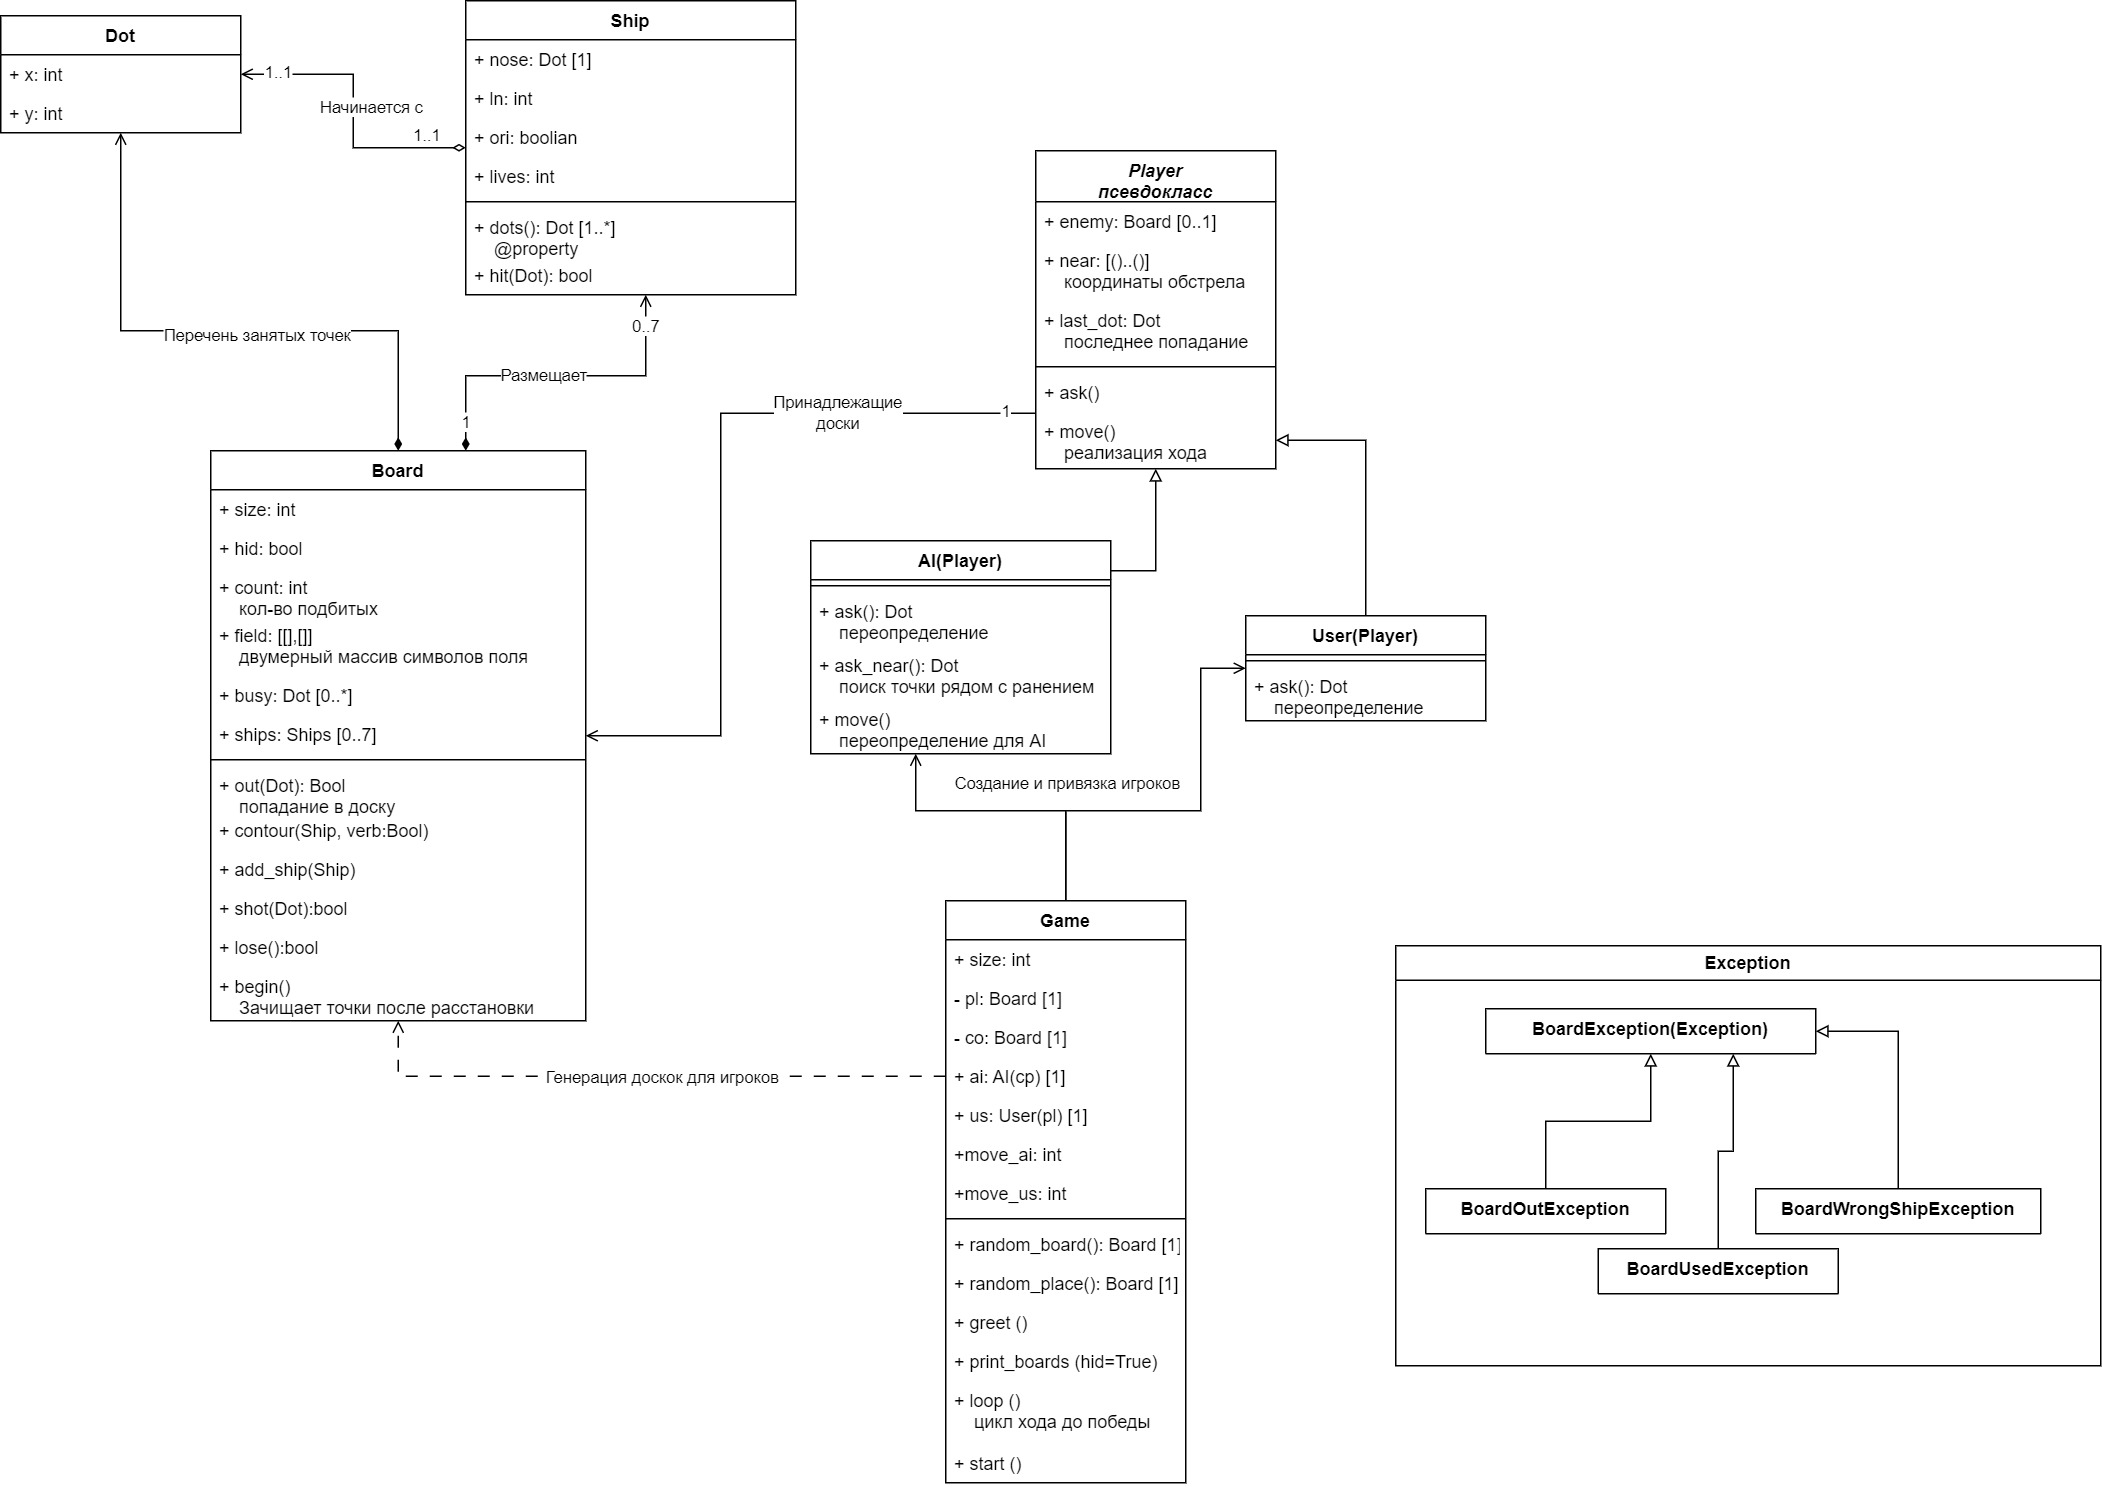 Dot
+ x: int
+ y: int
Ship
+ nose: Dot [1]
+ ln: int
+ ori: boolian
+ lives: int
+ dots(): Dot [1..*]
@property
+ hit(Dot): bool
1..1
Начинается с
1..1
Перечень занятых точек
0..7
Размещает
1
Принадлежащие
доски
1
Player
псевдокласс
+ enemy: Board [0..1]
+ near: [()..()]
координаты обстрела
+ last_dot: Dot
последнее попадание
+ ask()
+ move()
реализация хода
Board
+ size: int
+ hid: bool
+ count: int
кол-во подбитых
+ field: [[],[]]
двумерный массив символов поля
+ busy: Dot [0..*]
+ ships: Ships [0..7]
+ out(Dot): Bool
попадание в доску
+ contour(Ship, verb:Bool)
+ add_ship(Ship)
+ shot(Dot):bool
+ lose():bool
+ begin()
Зачищает точки после расстановки
AI(Player)
+ ask(): Dot
переопределение
+ ask_near(): Dot
поиск точки рядом с ранением
+ move()
переопределение для AI
User(Player)
+ ask(): Dot
переопределение
Создание и привязка игроков
Генерация доскок для игроков
Game
+ size: int
- pl: Board [1]
- co: Board [1]
+ ai: AI(cp) [1]
+ us: User(pl) [1]
+move_ai: int
+move_us: int
+ random_board(): Board [1]
+ random_place(): Board [1]
+ greet ()
+ print_boards (hid=True)
+ loop ()
цикл хода до победы
+ start ()
Exception
BoardException(Exception)
BoardOutException
BoardWrongShipException
BoardUsedException